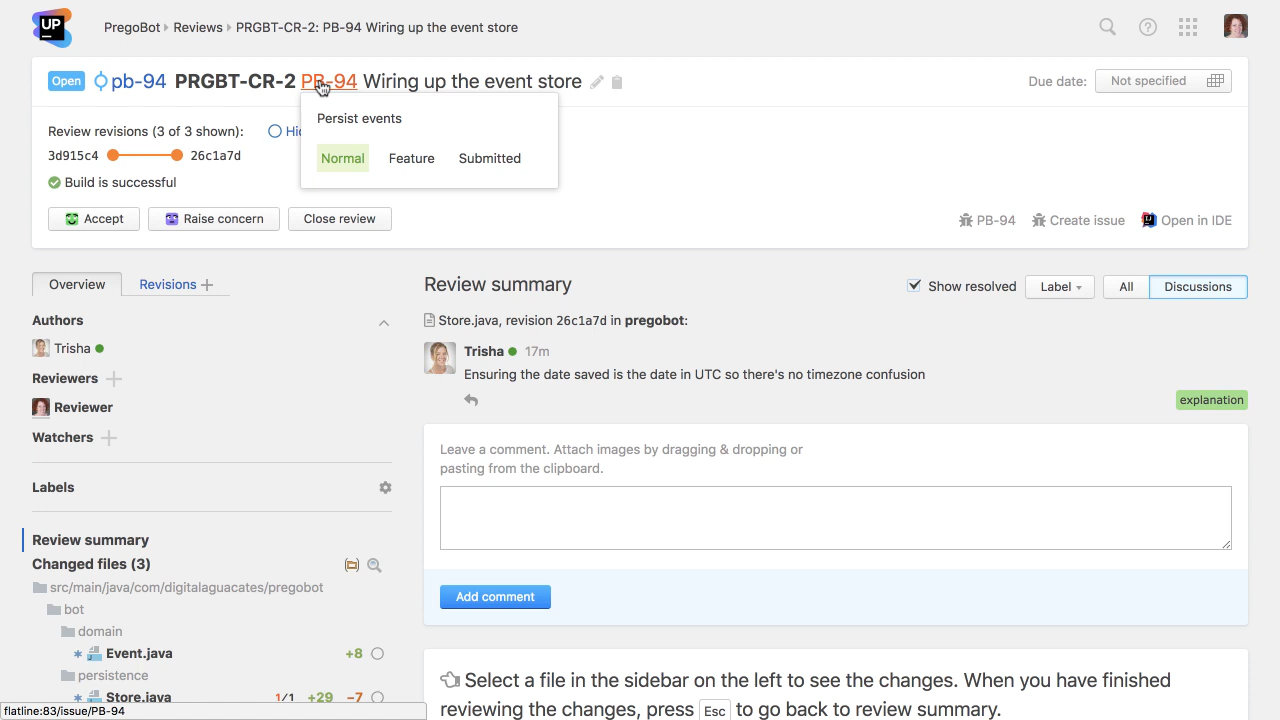 UP
PregoBot › Reviews › PRGBT-CR-2: PB-94 Wiring up the event store
Open pb-94 PRGBT-CR-2 PB-94 Wiring up the event store
Due date: Not specified
Persist events
Normal Feature Submitted
Review revisions (3 of 3 shown):
3d915c4 26c1a7d
Build is successful
Accept Raise concern Close review
PB-94 Create issue Open in IDE
Overview Revisions
Authors
Trisha
Reviewers
Reviewer
Watchers
Labels
Review summary
Changed files (3)
src/main/java/com/digitalaguacates/pregobot
bot
domain
Event.java +8
persistence
Store.java 1/1 +29 −7
flatline:83/issue/PB-94
Review summary
Show resolved Label All Discussions
Store.java, revision 26c1a7d in pregobot:
Trisha 17m
Ensuring the date saved is the date in UTC so there's no timezone confusion
explanation
Leave a comment. Attach images by dragging & dropping or
pasting from the clipboard.
Add comment
Select a file in the sidebar on the left to see the changes. When you have finished
reviewing the changes, press Esc to go back to review summary.